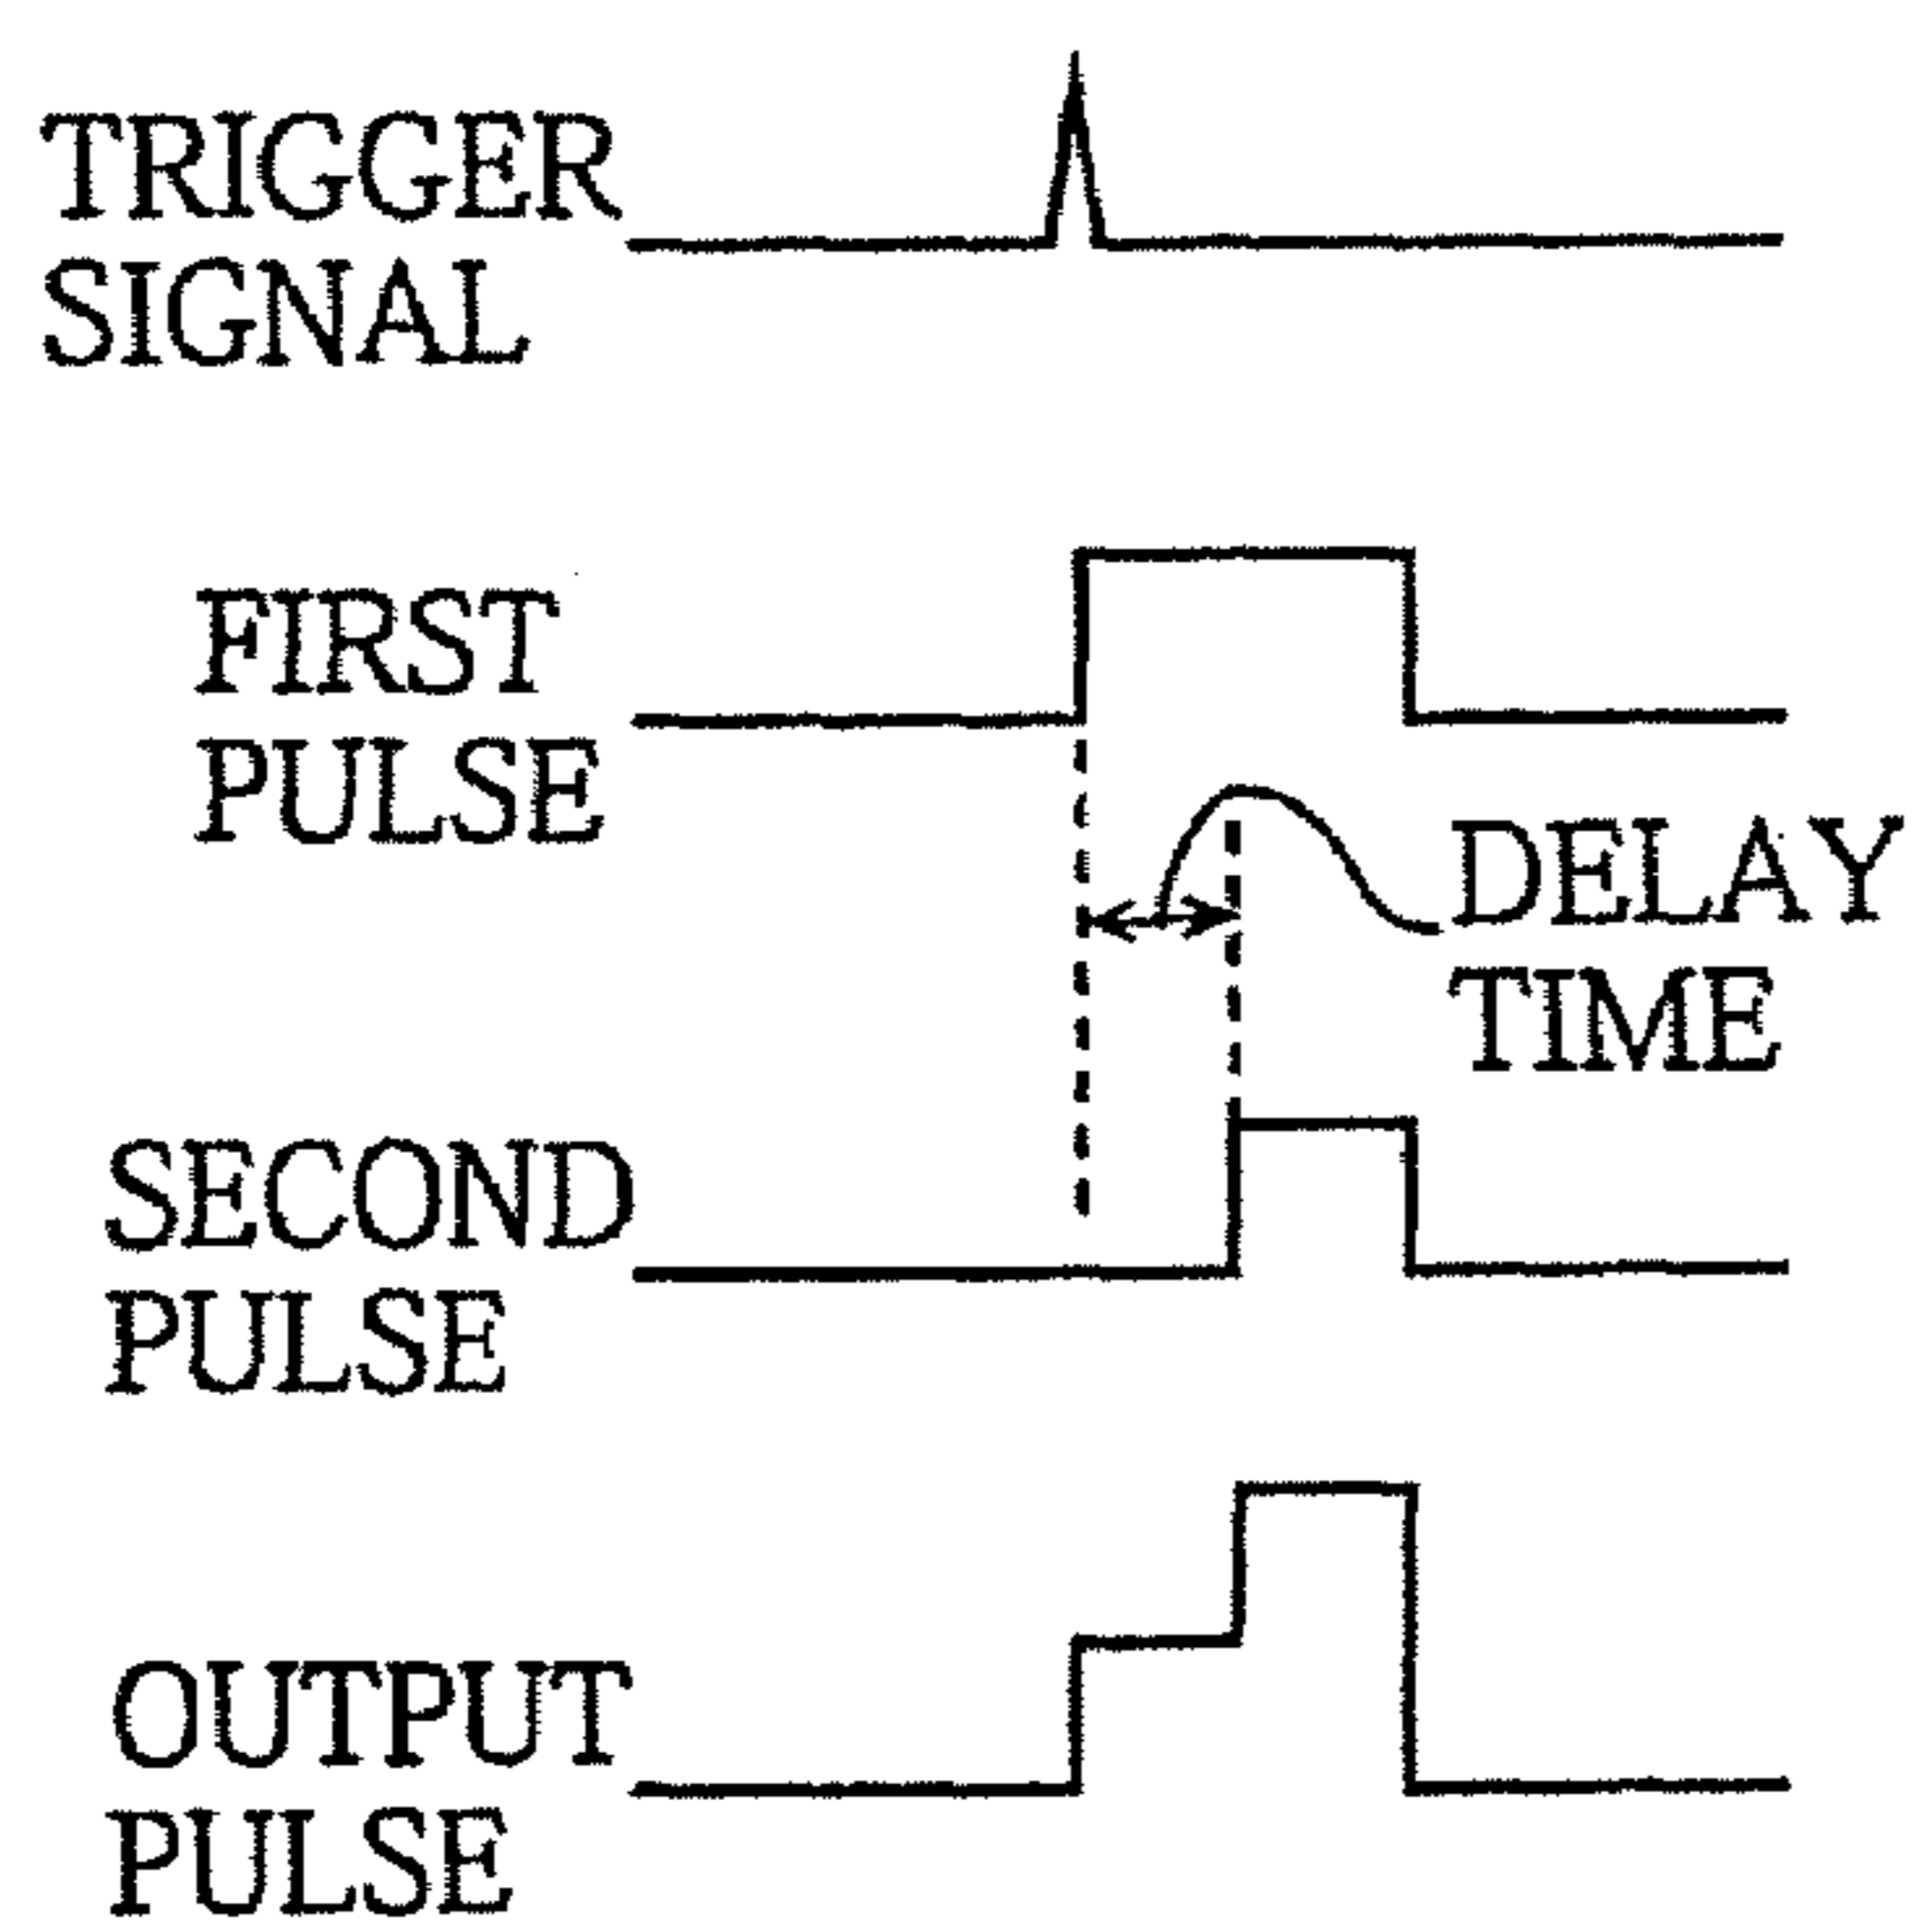 TRIGGER
SIGNAL
FIRST
PULSE
DELAY
TIME
SECOND
PULSE
OUTPUT
PULSE